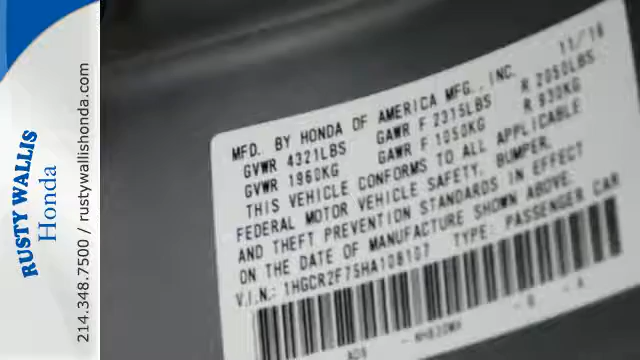 RUSTY WALLIS
Honda
214.348.7500 / rustywallishonda.com
MFD. BY HONDA OF AMERICA MFG., INC. 11/16
GVWR 4321LBS GAWR F 2315LBS R 2050LBS
GVWR 1960KG GAWR F 1050KG R 930KG
THIS VEHICLE CONFORMS TO ALL APPLICABLE
FEDERAL MOTOR VEHICLE SAFETY, BUMPER,
AND THEFT PREVENTION STANDARDS IN EFFECT
ON THE DATE OF MANUFACTURE SHOWN ABOVE.
V.I.N.: 1HGCR2F75HA108107 TYPE: PASSENGER CAR